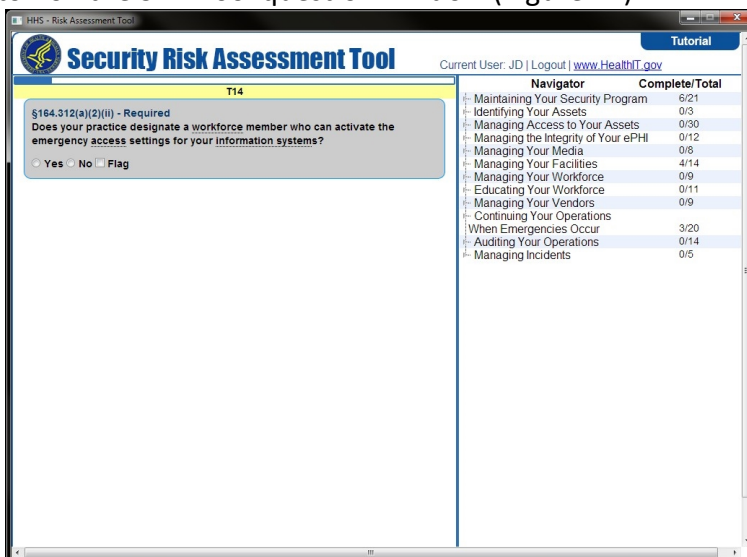 HHS - Risk Assessment Tool
Security Risk Assessment Tool
Tutorial
Current User: JD | Logout | www.HealthIT.gov
T14
§164.312(a)(2)(ii) - Required
Does your practice designate a workforce member who can activate the
emergency access settings for your information systems?
Yes No Flag
Navigator Complete/Total
Maintaining Your Security Program 6/21
Identifying Your Assets 0/3
Managing Access to Your Assets 0/30
Managing the Integrity of Your ePHI 0/12
Managing Your Media 0/8
Managing Your Facilities 4/14
Managing Your Workforce 0/9
Educating Your Workforce 0/11
Managing Your Vendors 0/9
Continuing Your Operations
When Emergencies Occur 3/20
Auditing Your Operations 0/14
Managing Incidents 0/5